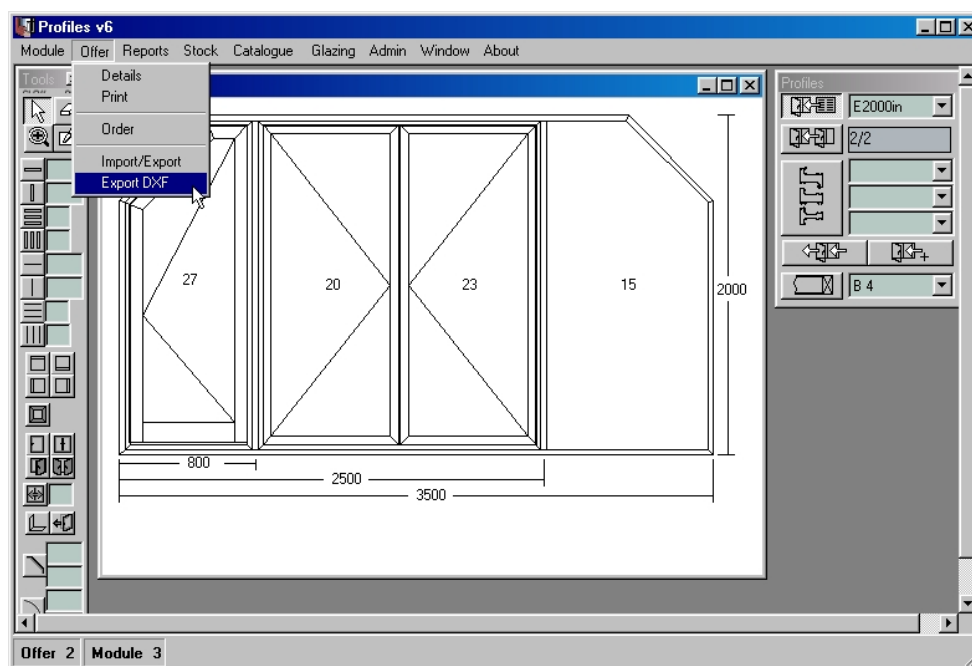 Profiles v6
Module Offer Reports Stock Catalogue Glazing Admin Window About
Tools
Details
Print
Order
Import/Export
Export DXF
Profiles
E2000in
2/2
B 4
27
20
23
15
2000
800
2500
3500
Offer 2 Module 3